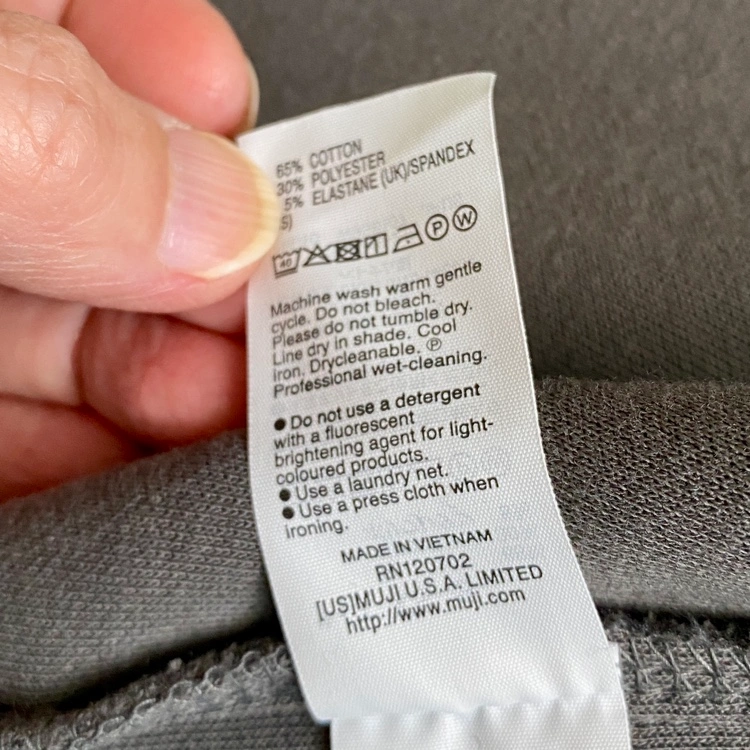 65% COTTON
30% POLYESTER
5% ELASTANE (UK)/SPANDEX
S)
40 P W
Machine wash warm gentle
cycle. Do not bleach.
Please do not tumble dry.
Line dry in shade. Cool
iron. Drycleanable. Ⓟ
Professional wet-cleaning.
● Do not use a detergent
with a fluorescent
brightening agent for light-
coloured products.
● Use a laundry net.
● Use a press cloth when
ironing.
MADE IN VIETNAM
RN120702
[US]MUJI U.S.A. LIMITED
http://www.muji.com